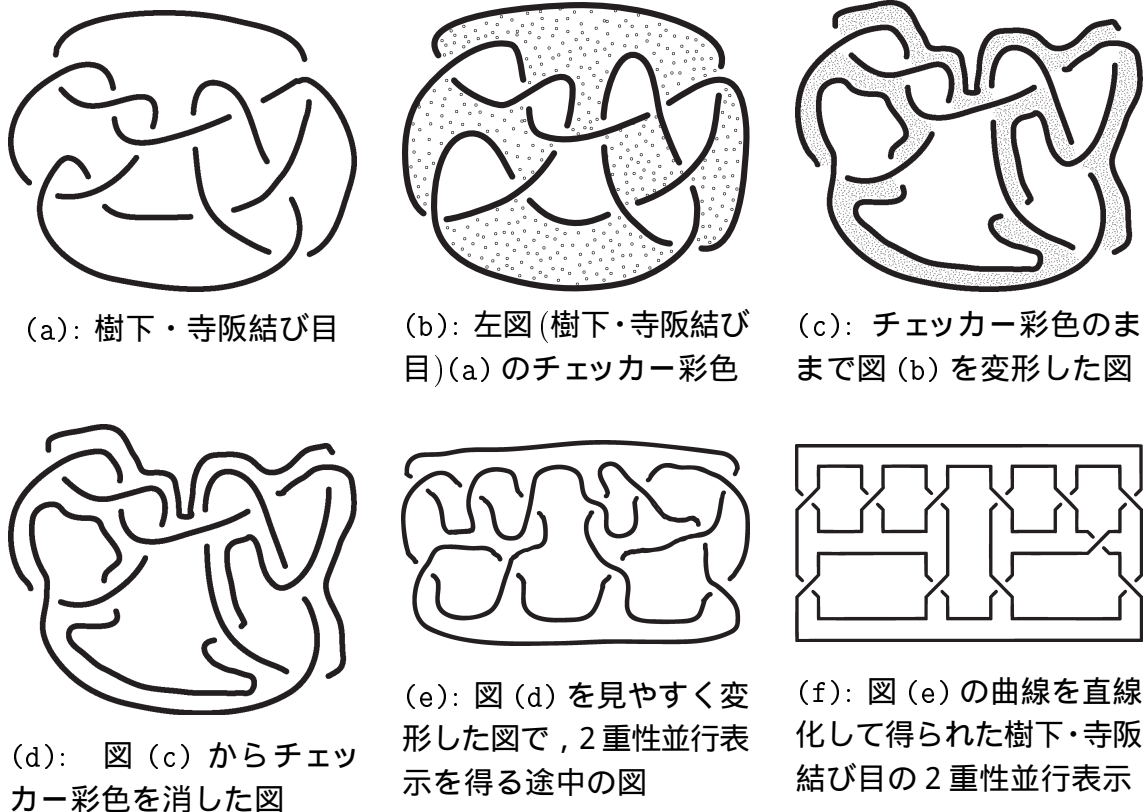 (a): 樹下・寺阪結び目
(b): 左図(樹下・寺阪結び
目)(a) のチェッカー彩色
(c): チェッカー彩色のま
まで図 (b) を変形した図
(d): 図 (c) からチェッ
カー彩色を消した図
(e): 図 (d) を見やすく変
形した図で , 2 重性並行表
示を得る途中の図
(f): 図 (e) の曲線を直線
化して得られた樹下・寺阪
結び目の 2 重性並行表示